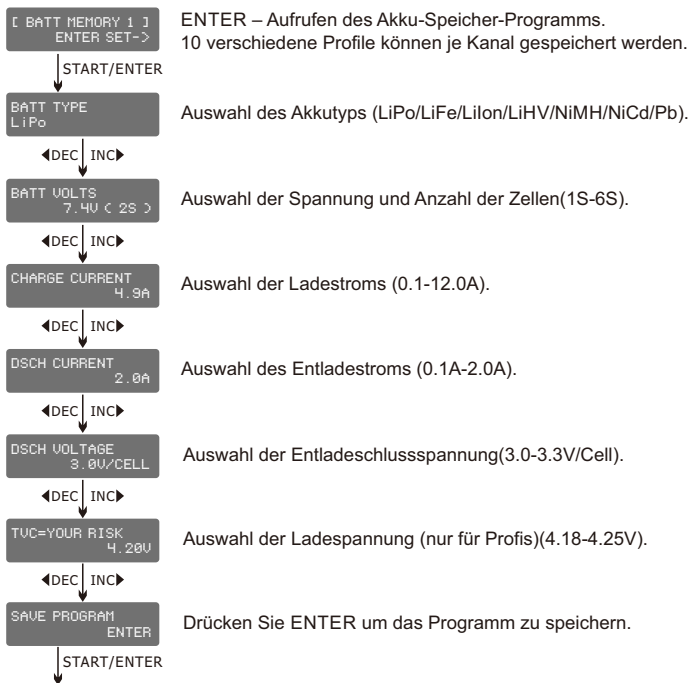 [ BATT MEMORY 1 ]
ENTER SET->
ENTER – Aufrufen des Akku-Speicher-Programms.
10 verschiedene Profile können je Kanal gespeichert werden.
START/ENTER
BATT TYPE
LiPo
Auswahl des Akkutyps (LiPo/LiFe/LiIon/LiHV/NiMH/NiCd/Pb).
◀DEC INC▶
BATT VOLTS
7.4V ( 2S )
Auswahl der Spannung und Anzahl der Zellen(1S-6S).
◀DEC INC▶
CHARGE CURRENT
4.9A
Auswahl der Ladestroms (0.1-12.0A).
◀DEC INC▶
DSCH CURRENT
2.0A
Auswahl des Entladestroms (0.1A-2.0A).
◀DEC INC▶
DSCH VOLTAGE
3.0V/CELL
Auswahl der Entladeschlussspannung(3.0-3.3V/Cell).
◀DEC INC▶
TVC=YOUR RISK
4.20V
Auswahl der Ladespannung (nur für Profis)(4.18-4.25V).
◀DEC INC▶
SAVE PROGRAM
ENTER
Drücken Sie ENTER um das Programm zu speichern.
START/ENTER